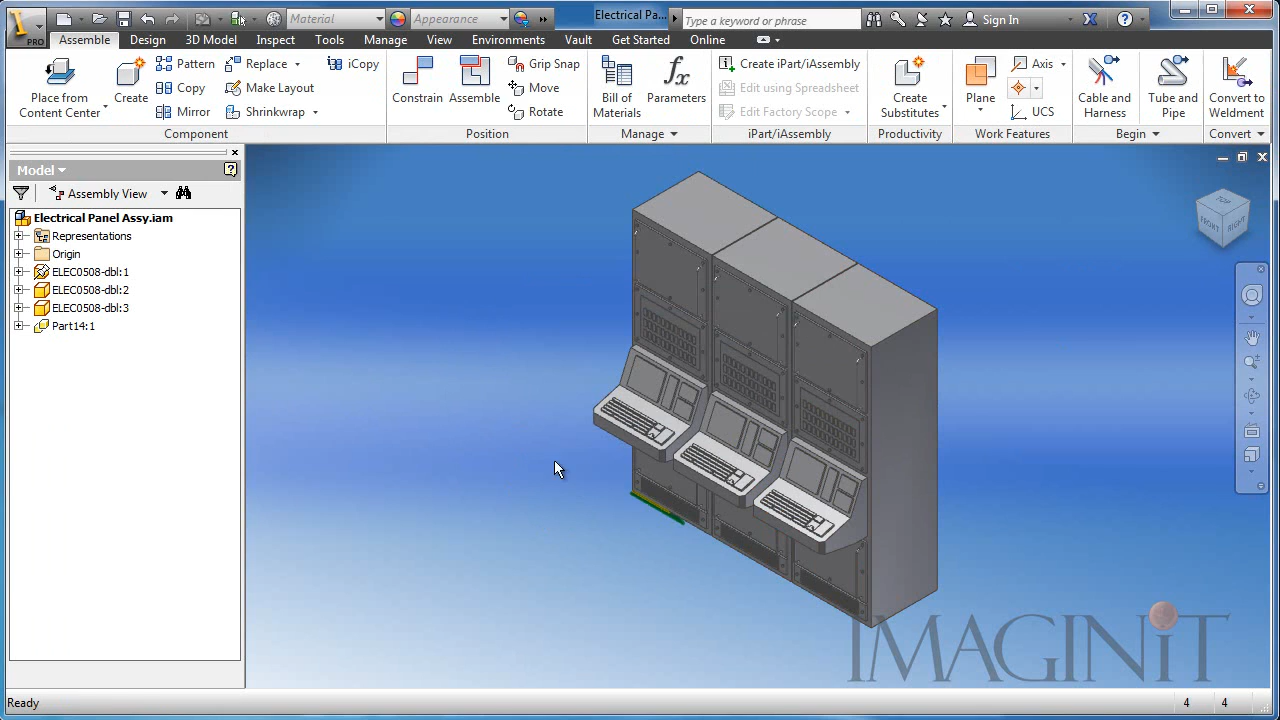 PRO
Material
Appearance
Electrical Pa...
Type a keyword or phrase
Sign In
Assemble Design 3D Model Inspect Tools Manage View Environments Vault Get Started Online
Place from Content Center
Create
Pattern
Copy
Mirror
Replace
Make Layout
Shrinkwrap
iCopy
Constrain
Assemble
Grip Snap
Move
Rotate
Bill of Materials
Parameters
Create iPart/iAssembly
Edit using Spreadsheet
Edit Factory Scope
Create Substitutes
Plane
Axis
UCS
Cable and Harness
Tube and Pipe
Convert to Weldment
Component Position Manage iPart/iAssembly Productivity Work Features Begin Convert
Model
Assembly View
Electrical Panel Assy.iam
Representations
Origin
ELEC0508-dbl:1
ELEC0508-dbl:2
ELEC0508-dbl:3
Part14:1
TOP
FRONT
RIGHT
IMAGINiT
Ready
4 4